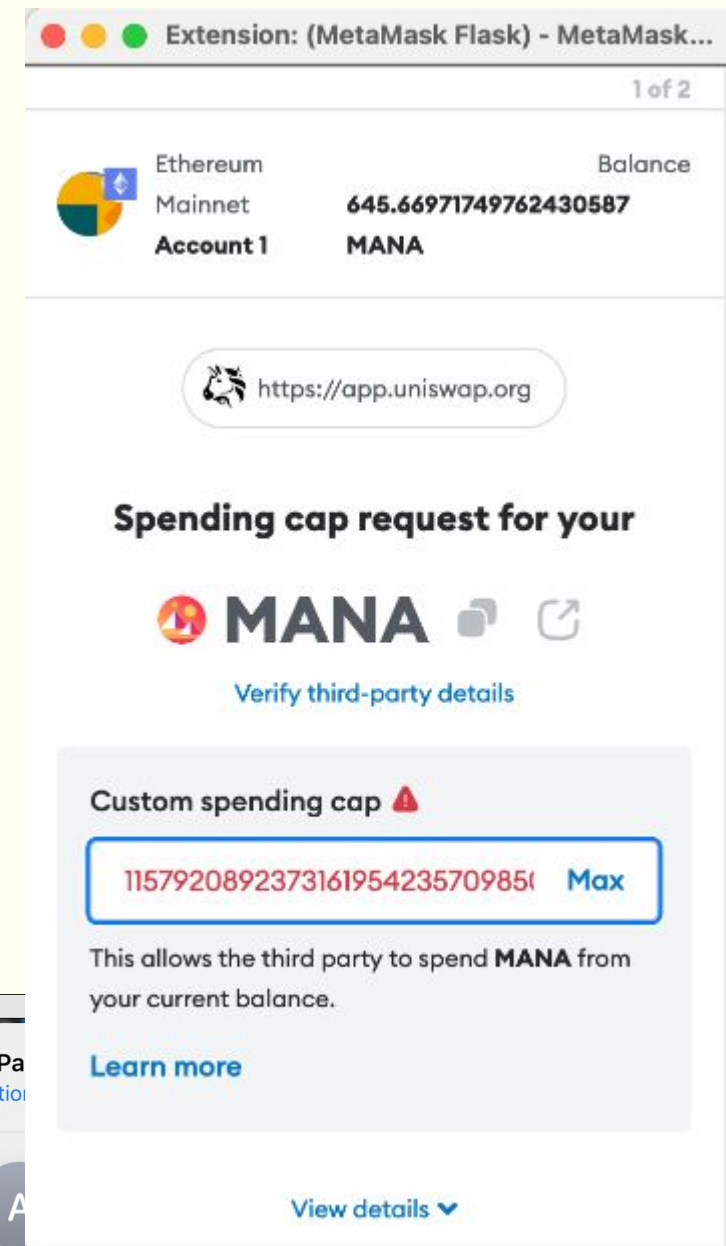 Extension: (MetaMask Flask) - MetaMask...
1 of 2
Ethereum Mainnet
Account 1
Balance
645.66971749762430587
MANA
https://app.uniswap.org
Spending cap request for your
MANA
Verify third-party details
Custom spending cap
115792089237316195423570985( Max
This allows the third party to spend MANA from
your current balance.
Learn more
View details